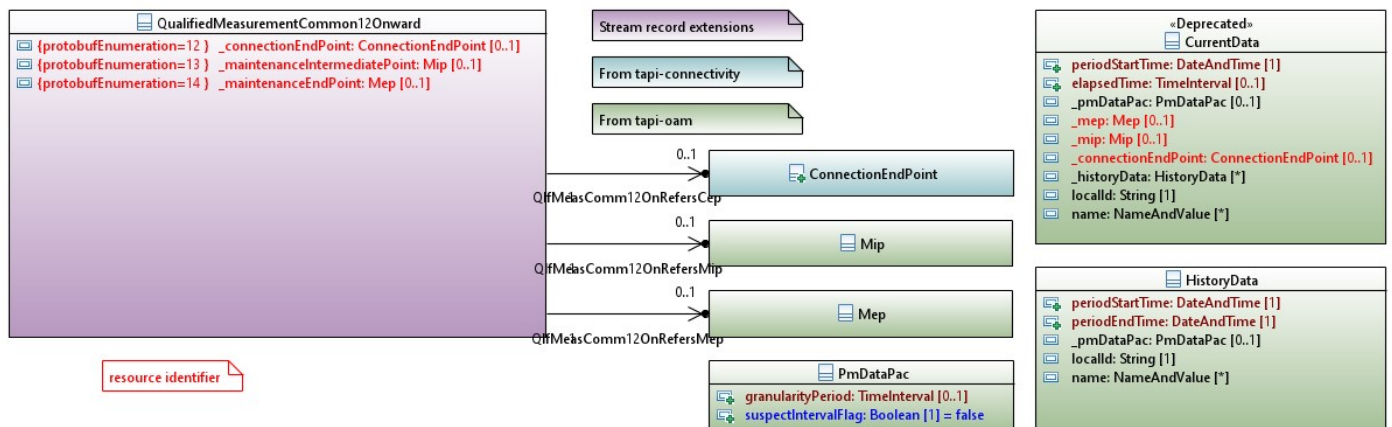 QualifiedMeasurementCommon12Onward
{protobufEnumeration=12 } _connectionEndPoint: ConnectionEndPoint [0..1]
{protobufEnumeration=13 } _maintenanceIntermediatePoint: Mip [0..1]
{protobufEnumeration=14 } _maintenanceEndPoint: Mep [0..1]
Stream record extensions
From tapi-connectivity
From tapi-oam
0..1
ConnectionEndPoint
QlfMeasComm12OnRefersCep
0..1
Mip
QlfMeasComm12OnRefersMip
0..1
Mep
QlfMeasComm12OnRefersMep
resource identifier
PmDataPac
granularityPeriod: TimeInterval [0..1]
suspectIntervalFlag: Boolean [1] = false
«Deprecated»
CurrentData
periodStartTime: DateAndTime [1]
elapsedTime: TimeInterval [0..1]
_pmDataPac: PmDataPac [0..1]
_mep: Mep [0..1]
_mip: Mip [0..1]
_connectionEndPoint: ConnectionEndPoint [0..1]
_historyData: HistoryData [*]
localId: String [1]
name: NameAndValue [*]
HistoryData
periodStartTime: DateAndTime [1]
periodEndTime: DateAndTime [1]
_pmDataPac: PmDataPac [0..1]
localId: String [1]
name: NameAndValue [*]